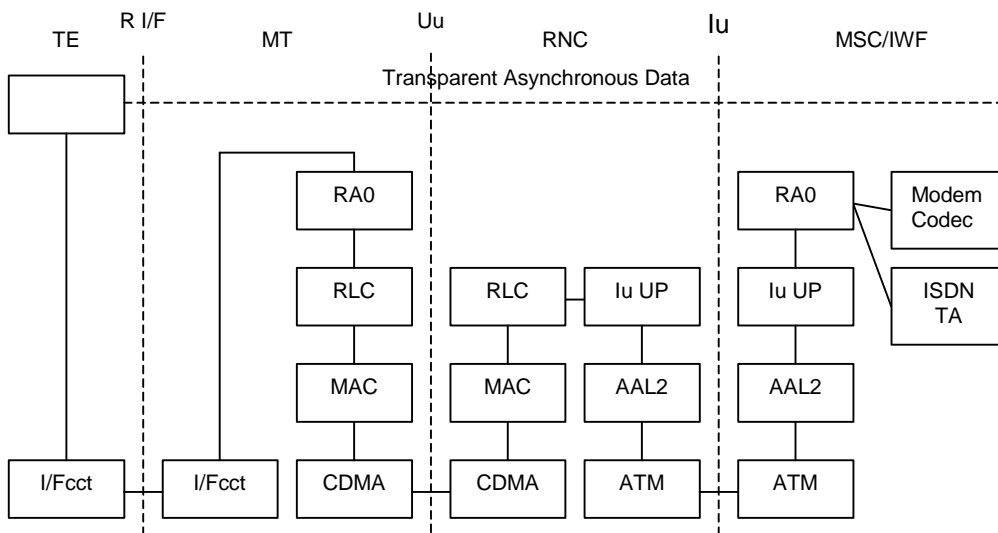 R I/F
Uu
Iu
TE
MT
RNC
MSC/IWF
Transparent Asynchronous Data
RA0
RA0
Modem
Codec
RLC
RLC
Iu UP
Iu UP
ISDN
TA
MAC
MAC
AAL2
AAL2
I/Fcct
I/Fcct
CDMA
CDMA
ATM
ATM